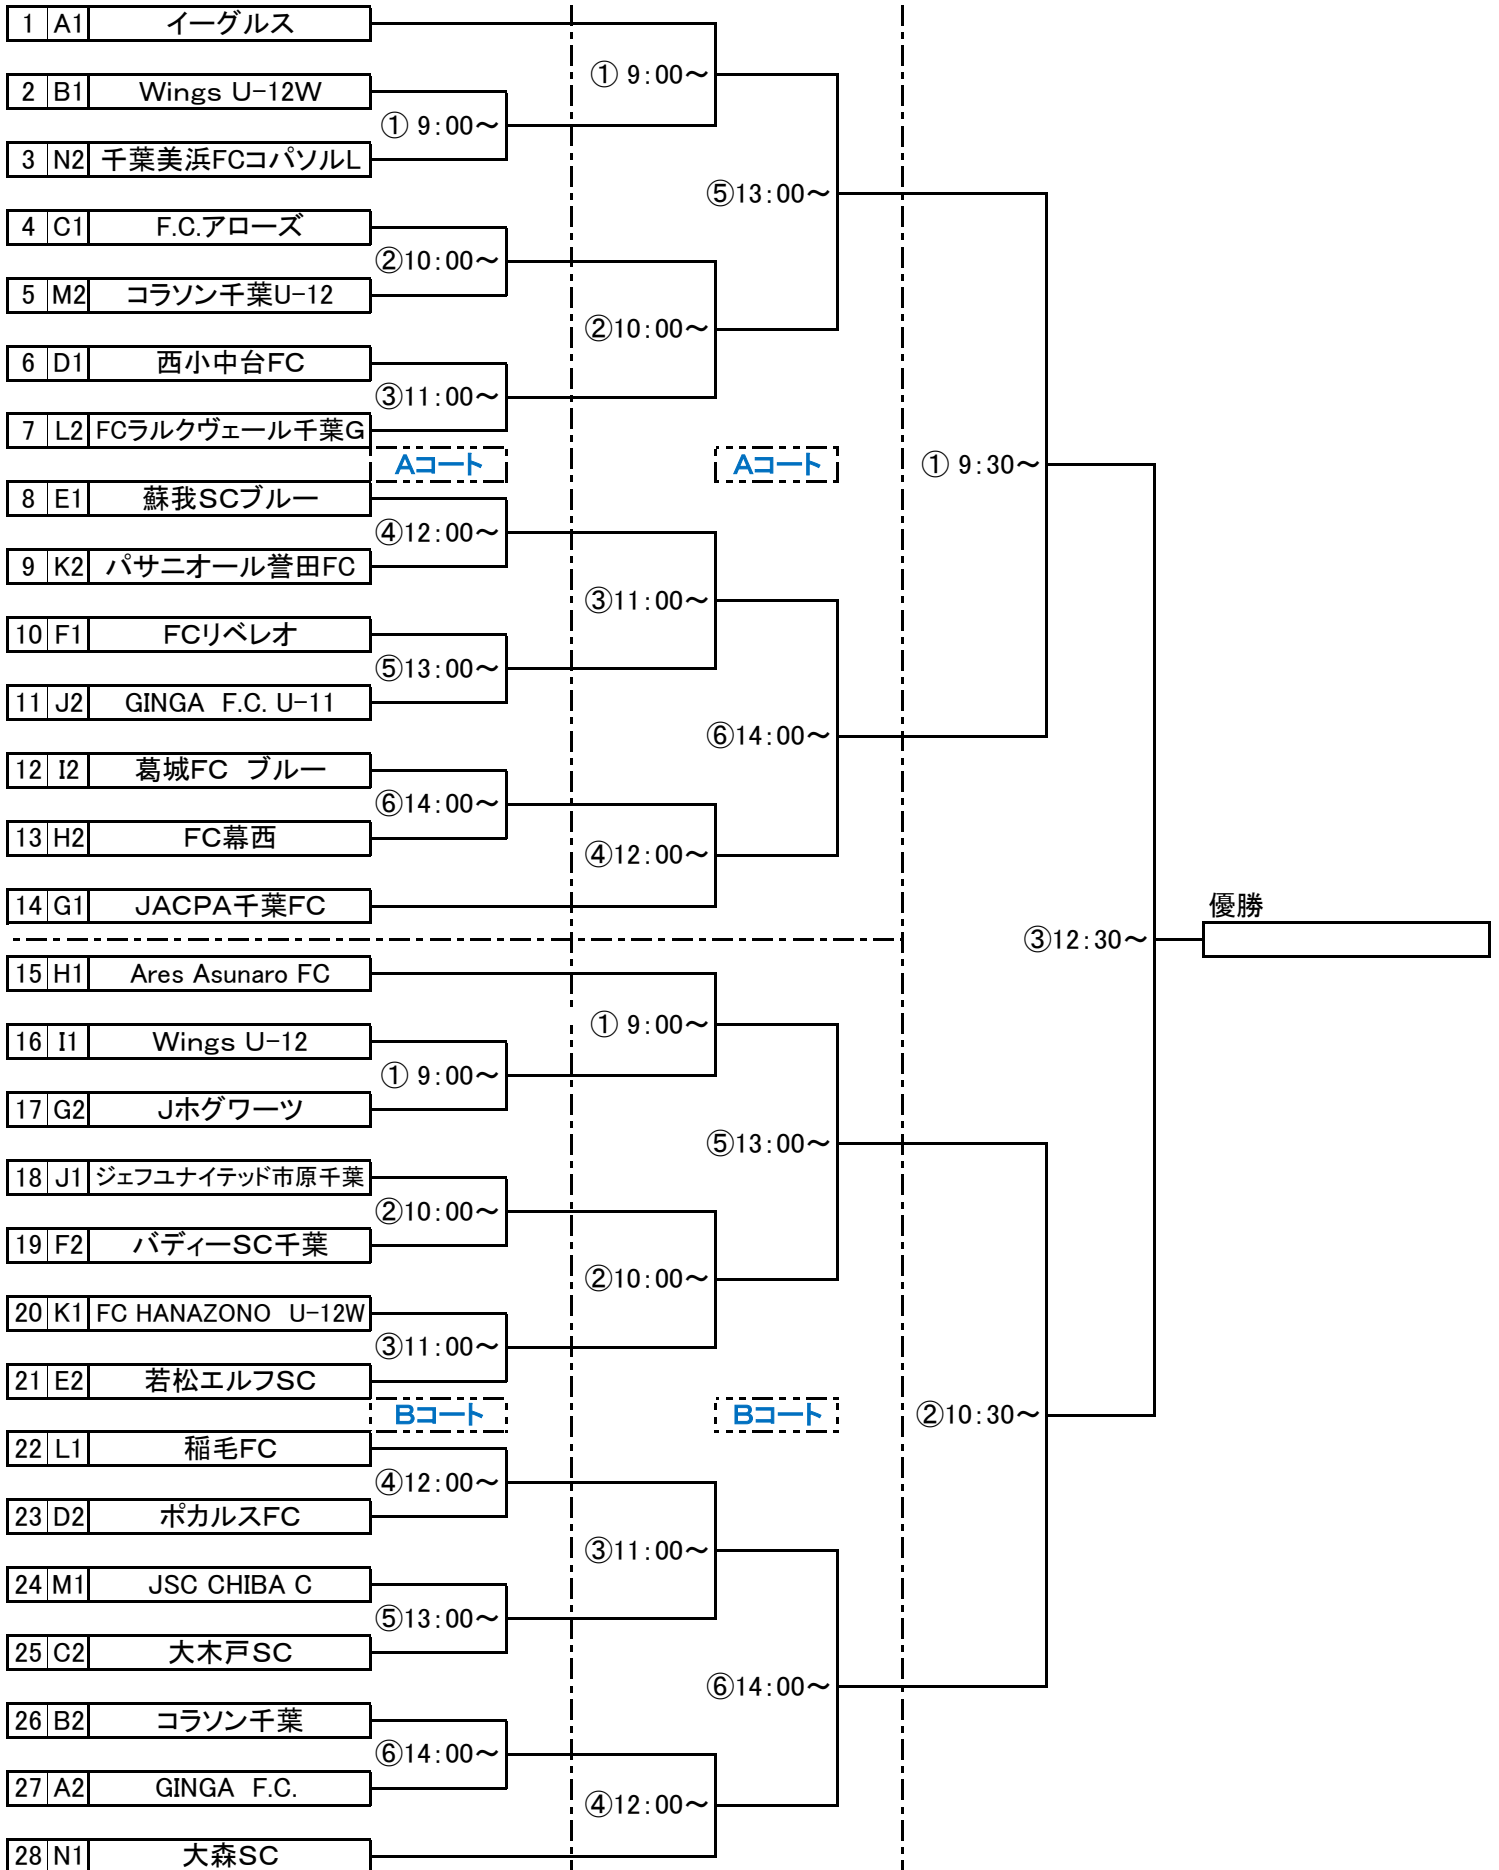 1 A1 イーグルス
① 9:00～
2 B1 Wings U-12W
① 9:00～
3 N2 千葉美浜FCコパソルL
⑤13:00～
4 C1 F.C.アローズ
②10:00～
5 M2 コラソン千葉U-12
②10:00～
6 D1 西小中台FC
③11:00～
7 L2 FCラルクヴェール千葉G
Aコート Aコート ① 9:30～
8 E1 蘇我SCブルー
④12:00～
9 K2 パサニオール誉田FC
③11:00～
10 F1 FCリベレオ
⑤13:00～
11 J2 GINGA F.C. U-11
⑥14:00～
12 I2 葛城FC ブルー
⑥14:00～
13 H2 FC幕西
④12:00～
14 G1 JACPA千葉FC
優勝
③12:30～
15 H1 Ares Asunaro FC
① 9:00～
16 I1 Wings U-12
① 9:00～
17 G2 Jホグワーツ
⑤13:00～
18 J1 ジェフユナイテッド市原千葉
②10:00～
19 F2 バディーSC千葉
②10:00～
20 K1 FC HANAZONO U-12W
③11:00～
21 E2 若松エルフSC
Bコート Bコート ②10:30～
22 L1 稲毛FC
④12:00～
23 D2 ポカルスFC
③11:00～
24 M1 JSC CHIBA C
⑤13:00～
25 C2 大木戸SC
⑥14:00～
26 B2 コラソン千葉
⑥14:00～
27 A2 GINGA F.C.
④12:00～
28 N1 大森SC